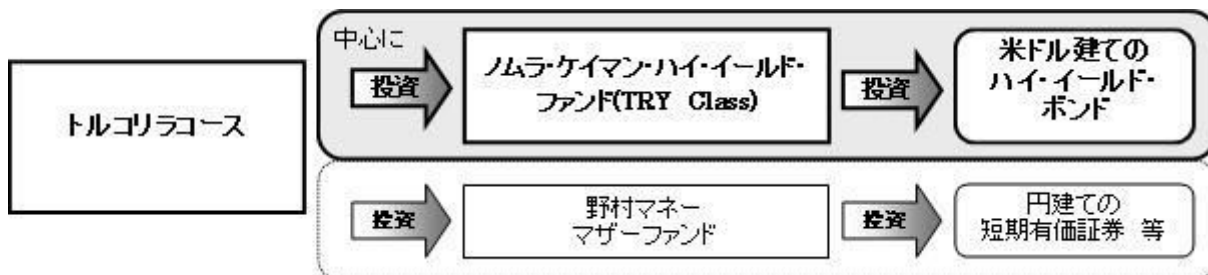 トルコリラコース
中心に
投資
ノムラ・ケイマン・ハイ・イールド・
ファンド(TRY Class)
投資
米ドル建ての
ハイ・イールド・
ボンド
投資
野村マネー
マザーファンド
投資
円建ての
短期有価証券 等